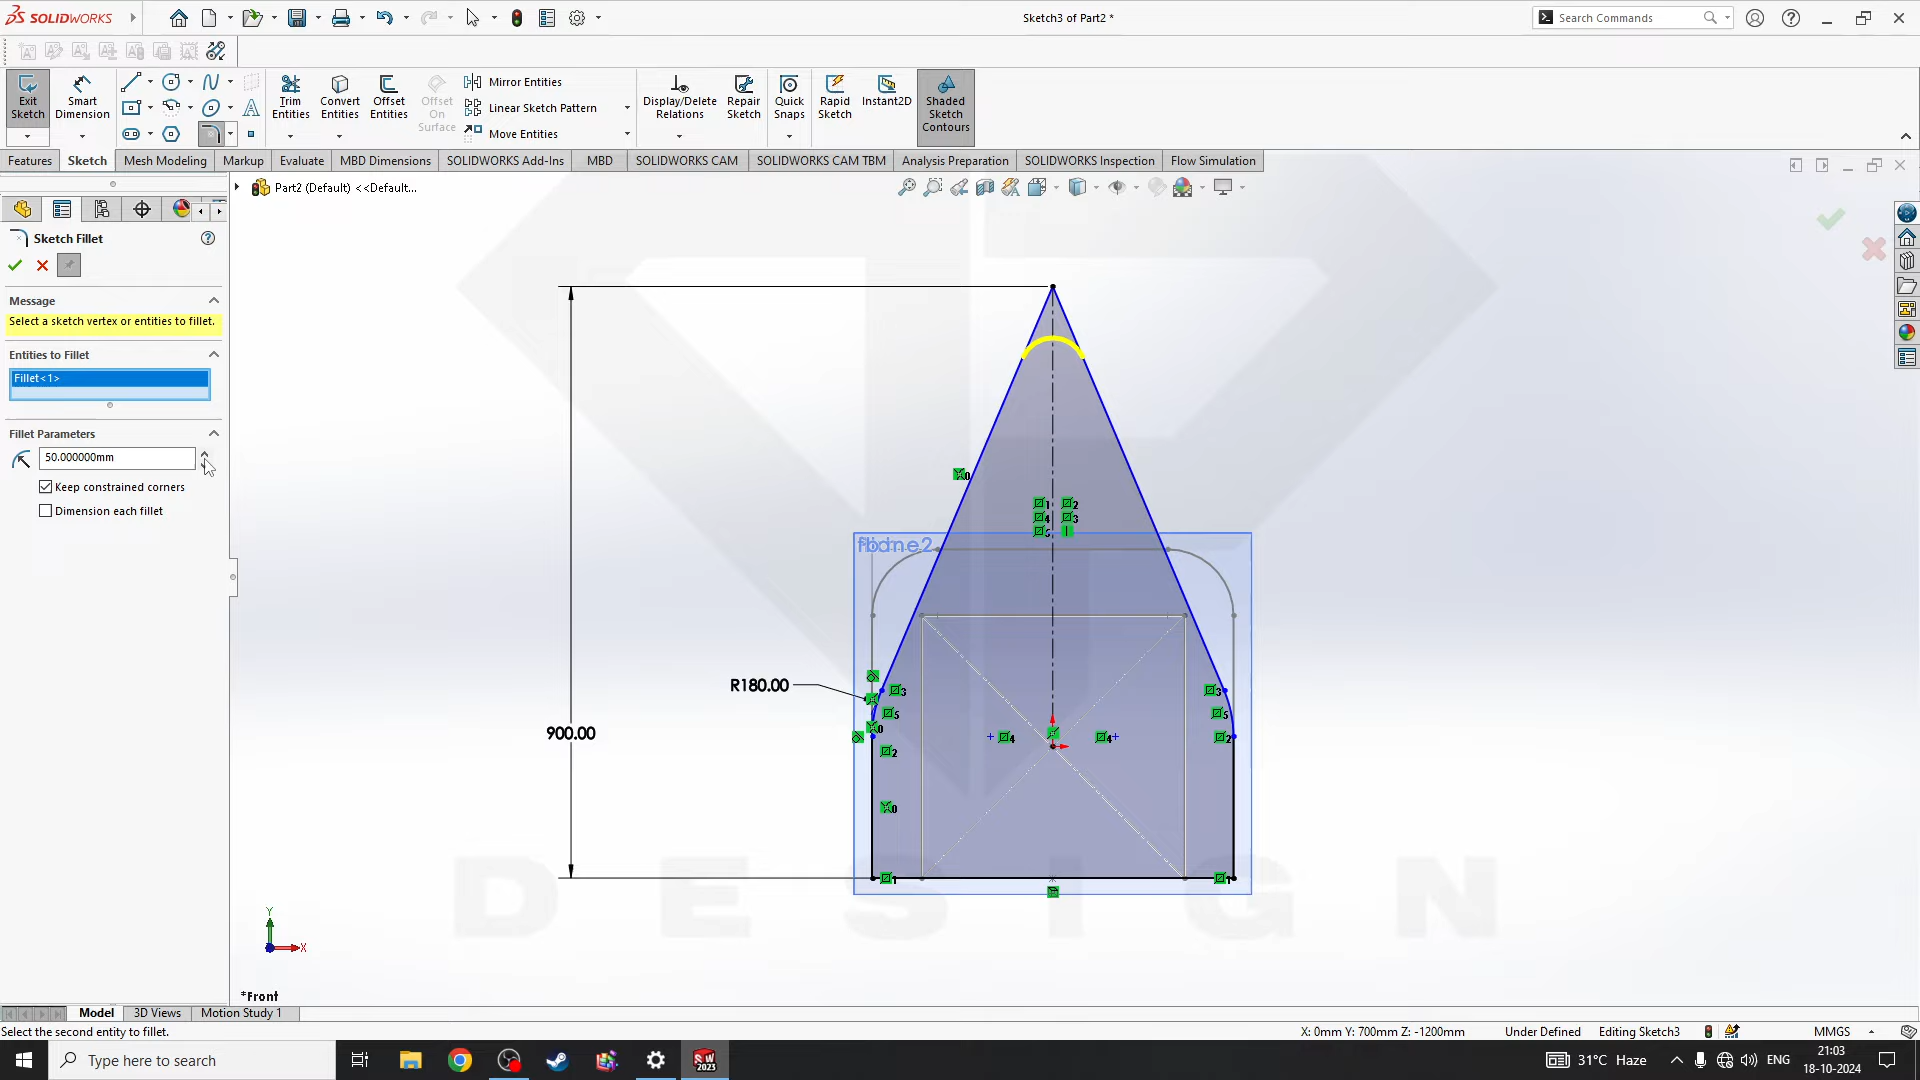 SOLIDWORKS
Sketch3 of Part2 *
Search Commands
Exit Sketch
Smart Dimension
Trim Entities
Convert Entities
Offset Entities
Offset On Surface
Mirror Entities
Linear Sketch Pattern
Move Entities
Display/Delete Relations
Repair Sketch
Quick Snaps
Rapid Sketch
Instant2D
Shaded Sketch Contours
Features
Sketch
Mesh Modeling
Markup
Evaluate
MBD Dimensions
SOLIDWORKS Add-Ins
MBD
SOLIDWORKS CAM
SOLIDWORKS CAM TBM
Analysis Preparation
SOLIDWORKS Inspection
Flow Simulation
Part2 (Default) <<Default...
Sketch Fillet
Message
Select a sketch vertex or entities to fillet.
Entities to Fillet
Fillet<1>
Fillet Parameters
50.000000mm
Keep constrained corners
Dimension each fillet
R180.00
900.00
DESIGN
Y
X
*Front
Model
3D Views
Motion Study 1
Select the second entity to fillet.
X: 0mm Y: 700mm Z: -1200mm
Under Defined
Editing Sketch3
MMGS
Type here to search
SW 2023
31°C Haze
ENG
21:03
18-10-2024